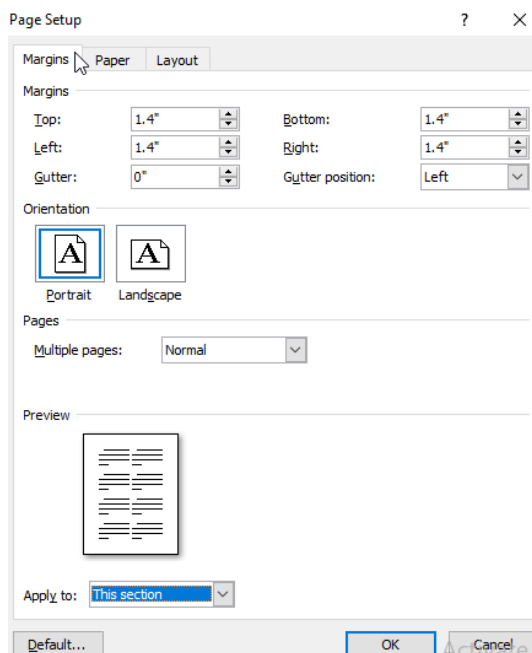 Page Setup ? ×
Margins Paper Layout
Margins
Top: 1.4" Bottom: 1.4"
Left: 1.4" Right: 1.4"
Gutter: 0" Gutter position: Left
Orientation
A A
Portrait Landscape
Pages
Multiple pages: Normal
Preview
Apply to: This section
Default... OK Cancel
Activate